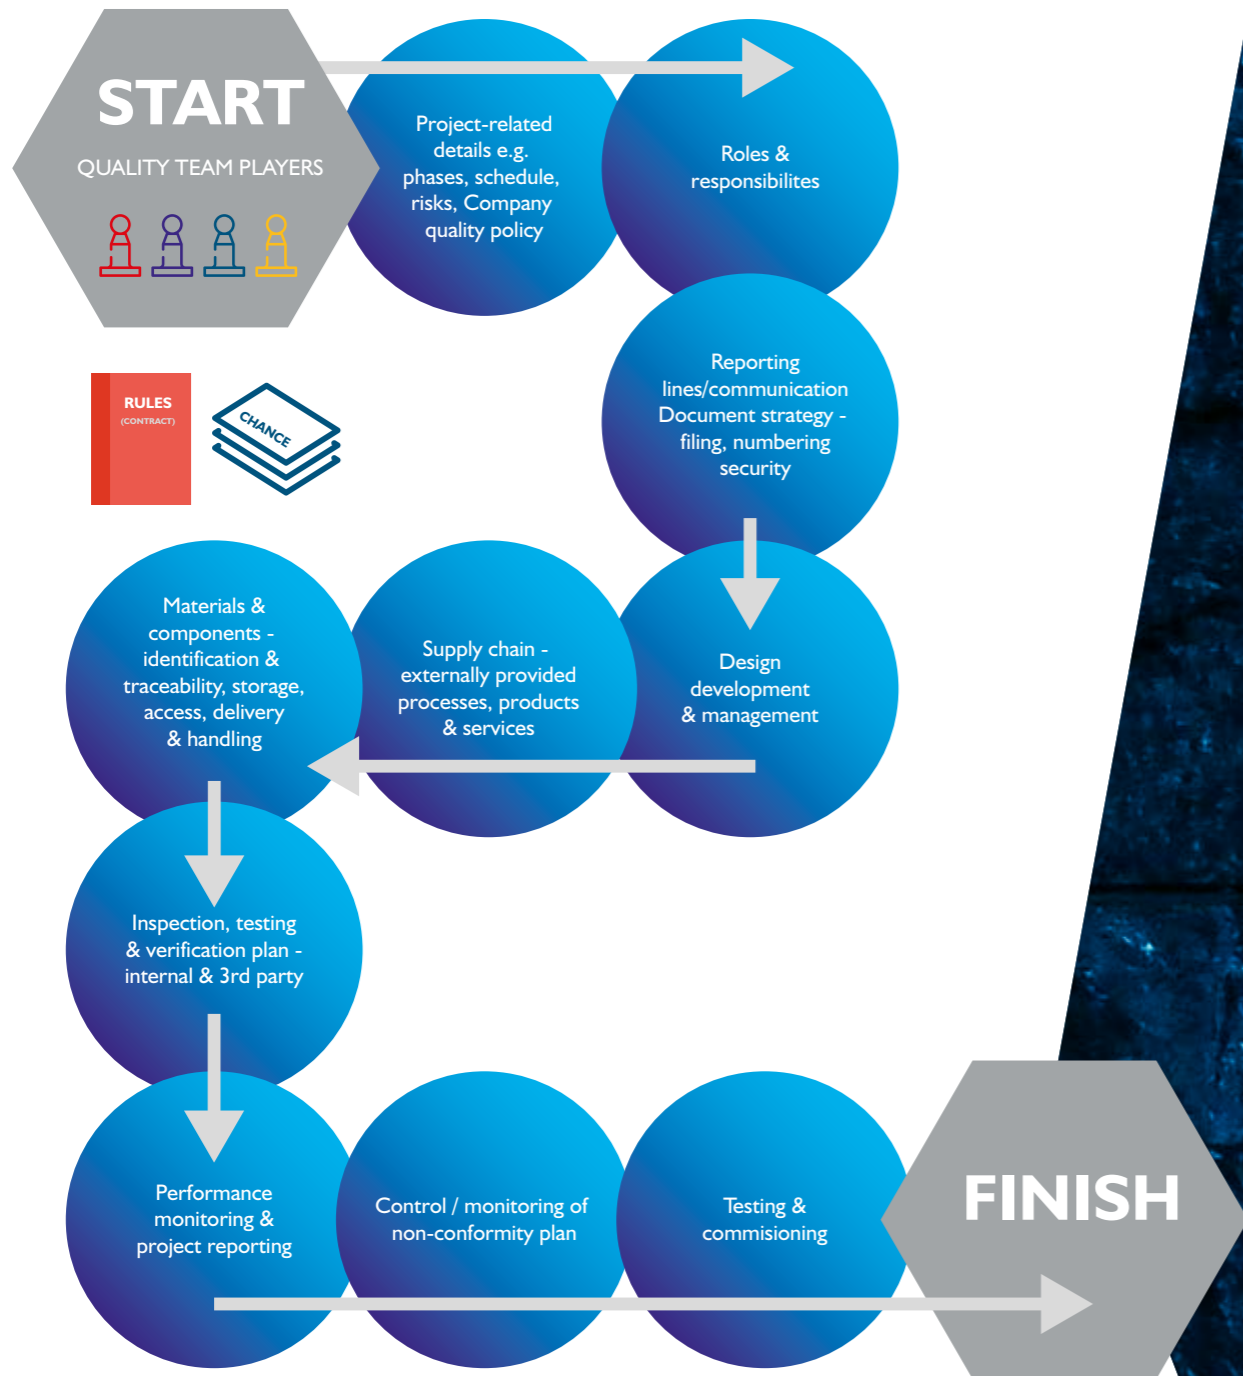 START
QUALITY TEAM PLAYERS
Project-related
details e.g.
phases, schedule,
risks, Company
quality policy
Roles &
responsibilites
Reporting
lines/communication
Document strategy -
filing, numbering
security
RULES
(CONTRACT)
CHANCE
Design
development
& management
Supply chain -
externally provided
processes, products
& services
Materials &
components -
identification &
traceability, storage,
access, delivery
& handling
Inspection, testing
& verification plan -
internal & 3rd party
Performance
monitoring &
project reporting
Control / monitoring of
non-conformity plan
Testing &
commisioning
FINISH